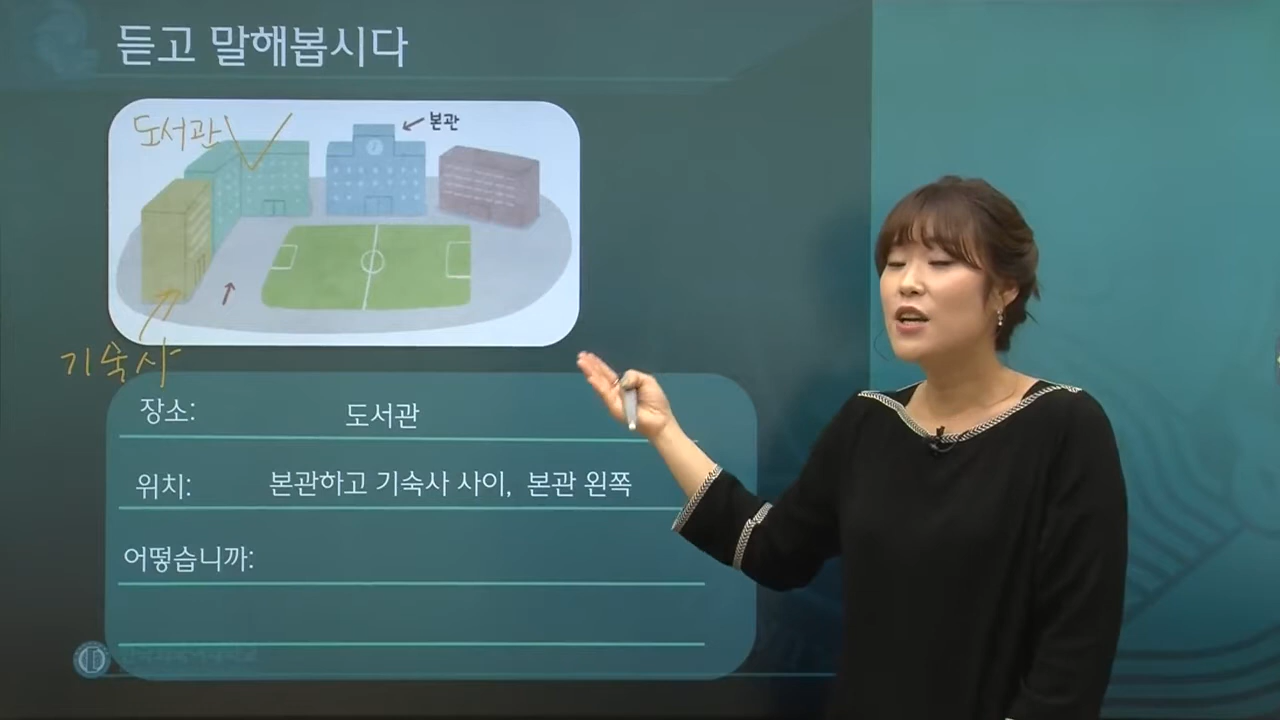 듣고 말해봅시다
본관
도서관
기숙사
장소: 도서관
위치: 본관하고 기숙사 사이, 본관 왼쪽
어떻습니까: